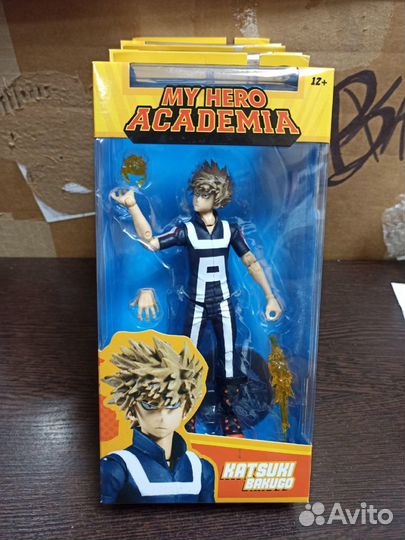 12+
MY HERO
ACADEMIA
KATSUKI
BAKUGO
Avito